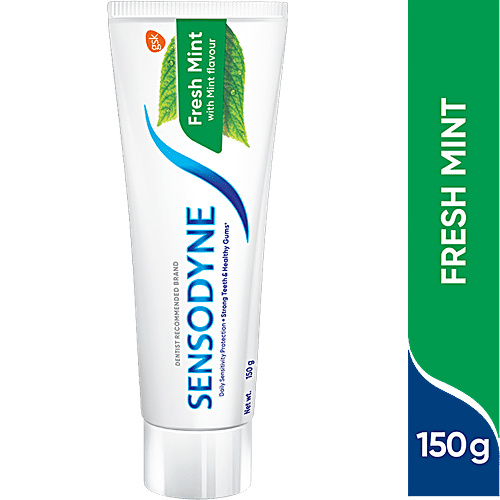 gsk
Fresh Mint
with Mint flavour
DENTIST RECOMMENDED BRAND
SENSODYNE
Daily Sensitivity Protection + Strong Teeth & Healthy Gums*
Net wt. 150 g
FRESH MINT
150g